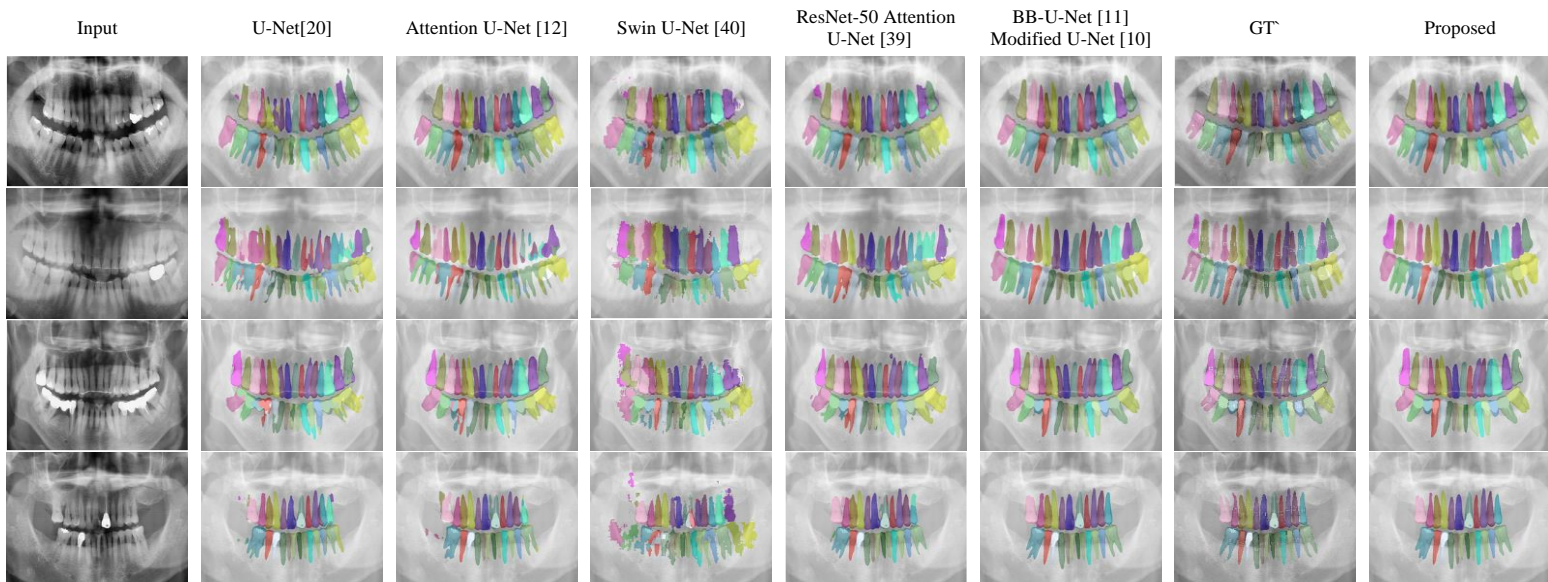 Input
U-Net[20]
Attention U-Net [12]
Swin U-Net [40]
ResNet-50 Attention
U-Net [39]
BB-U-Net [11]
Modified U-Net [10]
GT`
Proposed